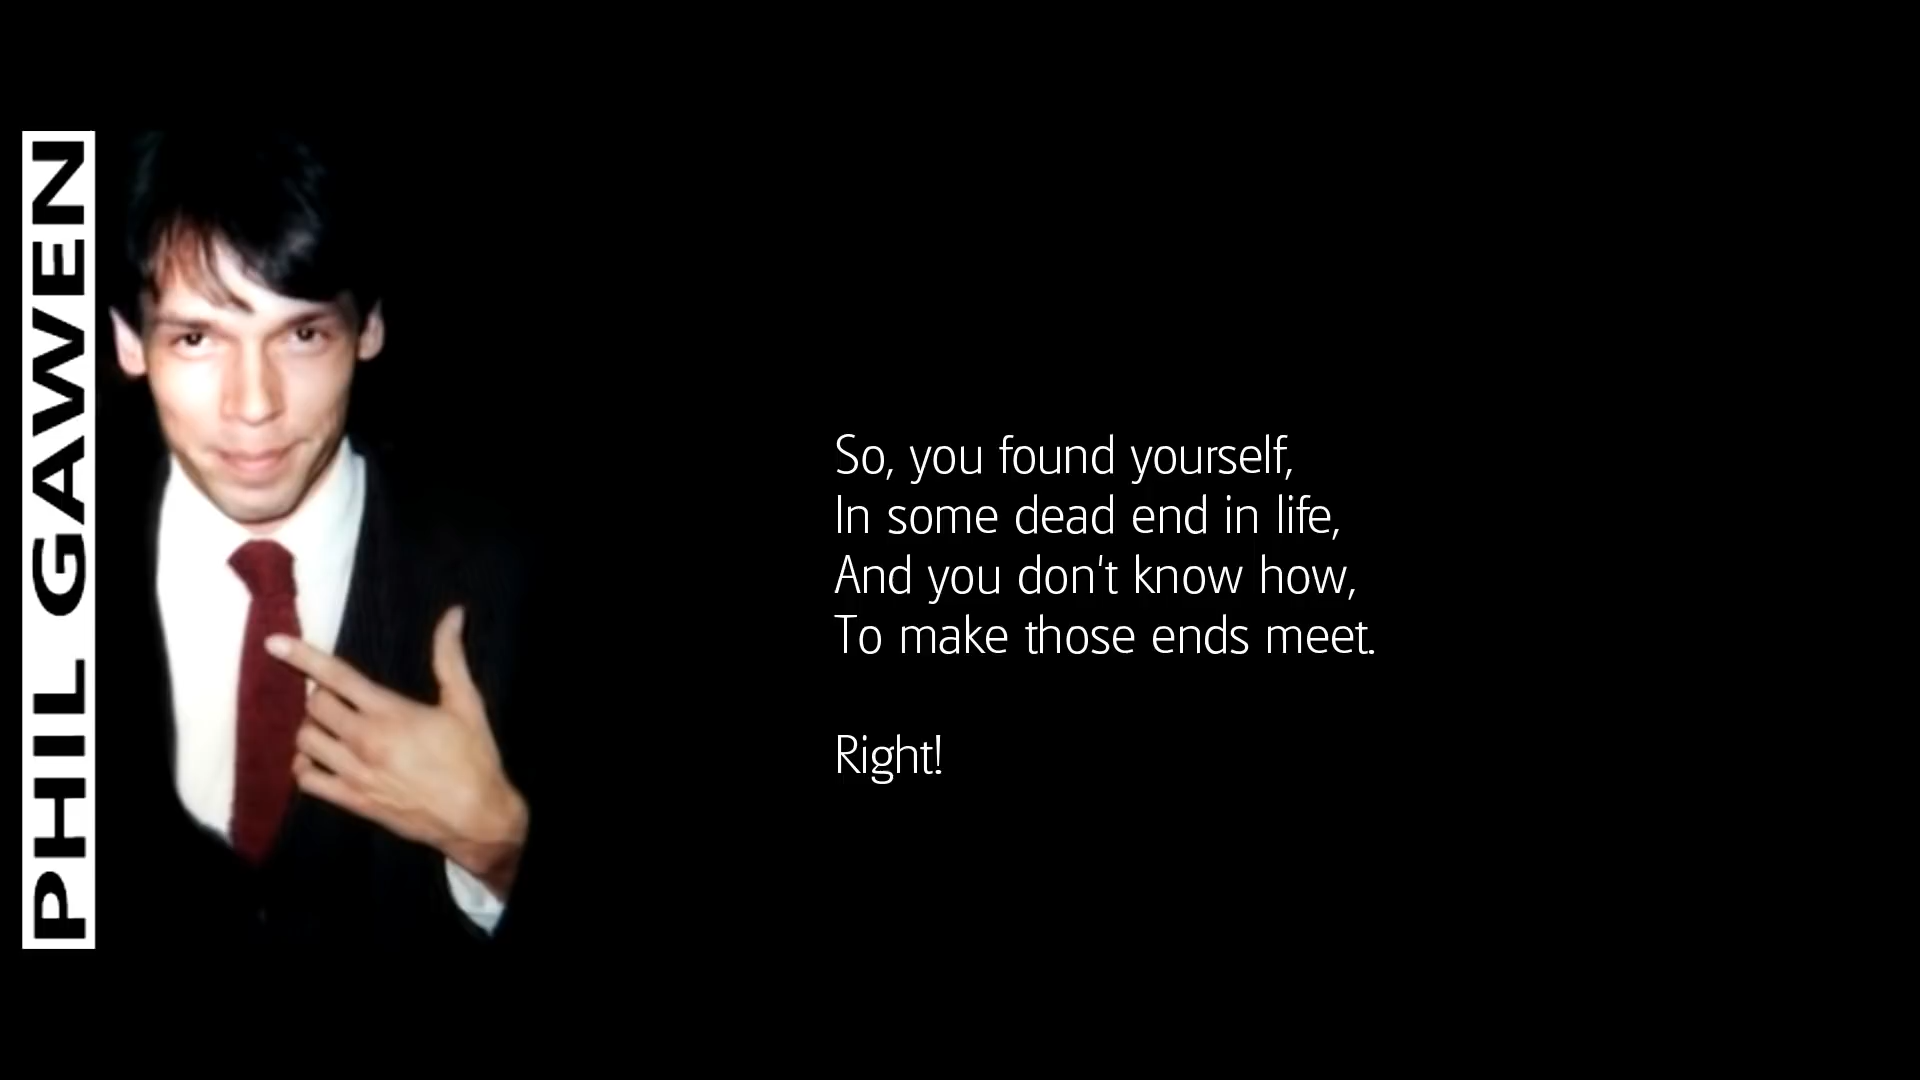 PHIL GAWEN
So, you found yourself,
In some dead end in life,
And you don't know how,
To make those ends meet.
Right!